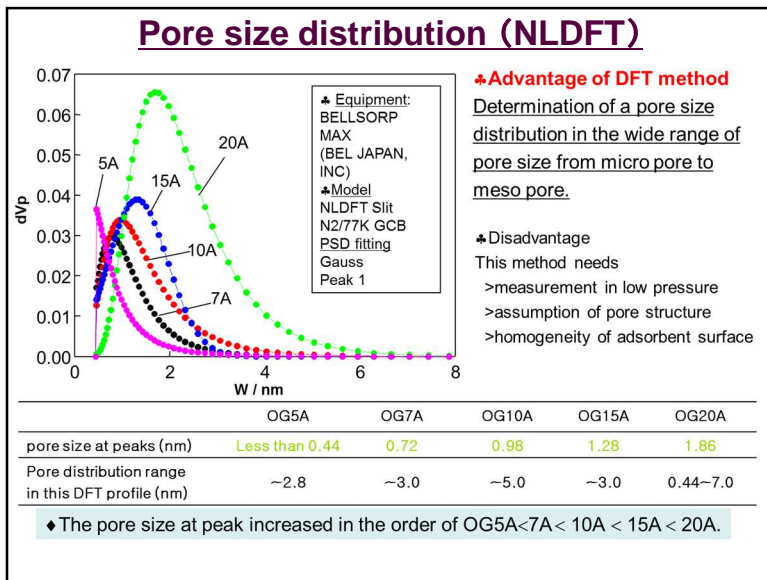 Pore size distribution (NLDFT)
0.07
0.06
0.05
0.04
0.03
0.02
0.01
0.00
dVp
0
2
4
6
8
W / nm
5A
20A
15A
10A
7A
♣ Equipment:
BELLSORP
MAX
(BEL JAPAN,
INC)
♣Model
NLDFT Slit
N2/77K GCB
PSD fitting
Gauss
Peak 1
♣Advantage of DFT method
Determination of a pore size
distribution in the wide range of
pore size from micro pore to
meso pore.
♣Disadvantage
This method needs
>measurement in low pressure
>assumption of pore structure
>homogeneity of adsorbent surface
OG5A OG7A OG10A OG15A OG20A
pore size at peaks (nm) Less than 0.44 0.72 0.98 1.28 1.86
Pore distribution range
in this DFT profile (nm) ~2.8 ~3.0 ~5.0 ~3.0 0.44~7.0
♦The pore size at peak increased in the order of OG5A<7A< 10A < 15A < 20A.